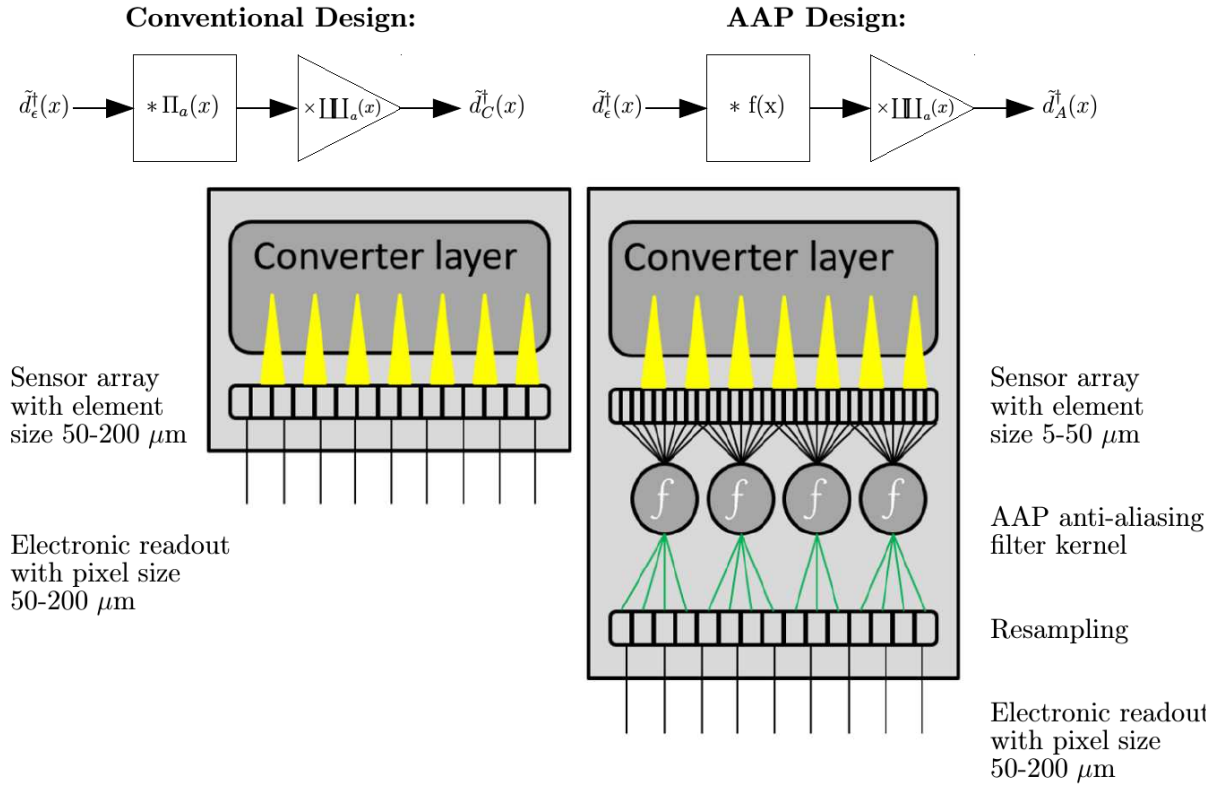 Conventional Design:
d̃†ϵ(x) * Πa(x) ×Ш a(x) d̃†C(x)
AAP Design:
d̃†ϵ(x) * f(x) ×Ш a(x) d̃†A(x)
Converter layer
Sensor array
with element
size 50-200 μm
Electronic readout
with pixel size
50-200 μm
Converter layer
f f f f
Sensor array
with element
size 5-50 μm
AAP anti-aliasing
filter kernel
Resampling
Electronic readout
with pixel size
50-200 μm